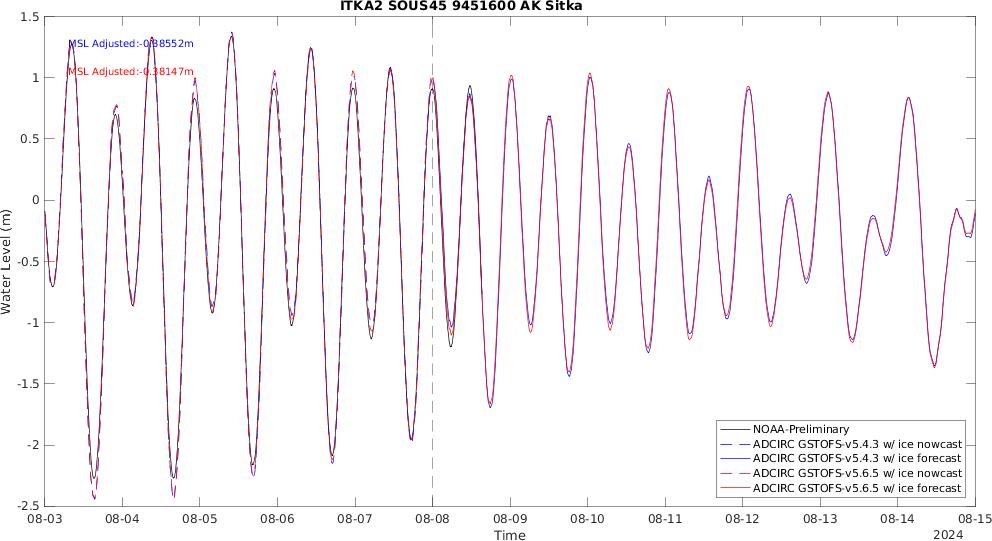 ITKA2 SOUS45 9451600 AK Sitka
MSL Adjusted:-0.38552m
MSL Adjusted:-0.38147m
1.5
1
0.5
0
-0.5
-1
-1.5
-2
-2.5
Water Level (m)
08-03 08-04 08-05 08-06 08-07 08-08 08-09 08-10 08-11 08-12 08-13 08-14 08-15
Time
2024
NOAA-Preliminary
ADCIRC GSTOFS-v5.4.3 w/ ice nowcast
ADCIRC GSTOFS-v5.4.3 w/ ice forecast
ADCIRC GSTOFS-v5.6.5 w/ ice nowcast
ADCIRC GSTOFS-v5.6.5 w/ ice forecast